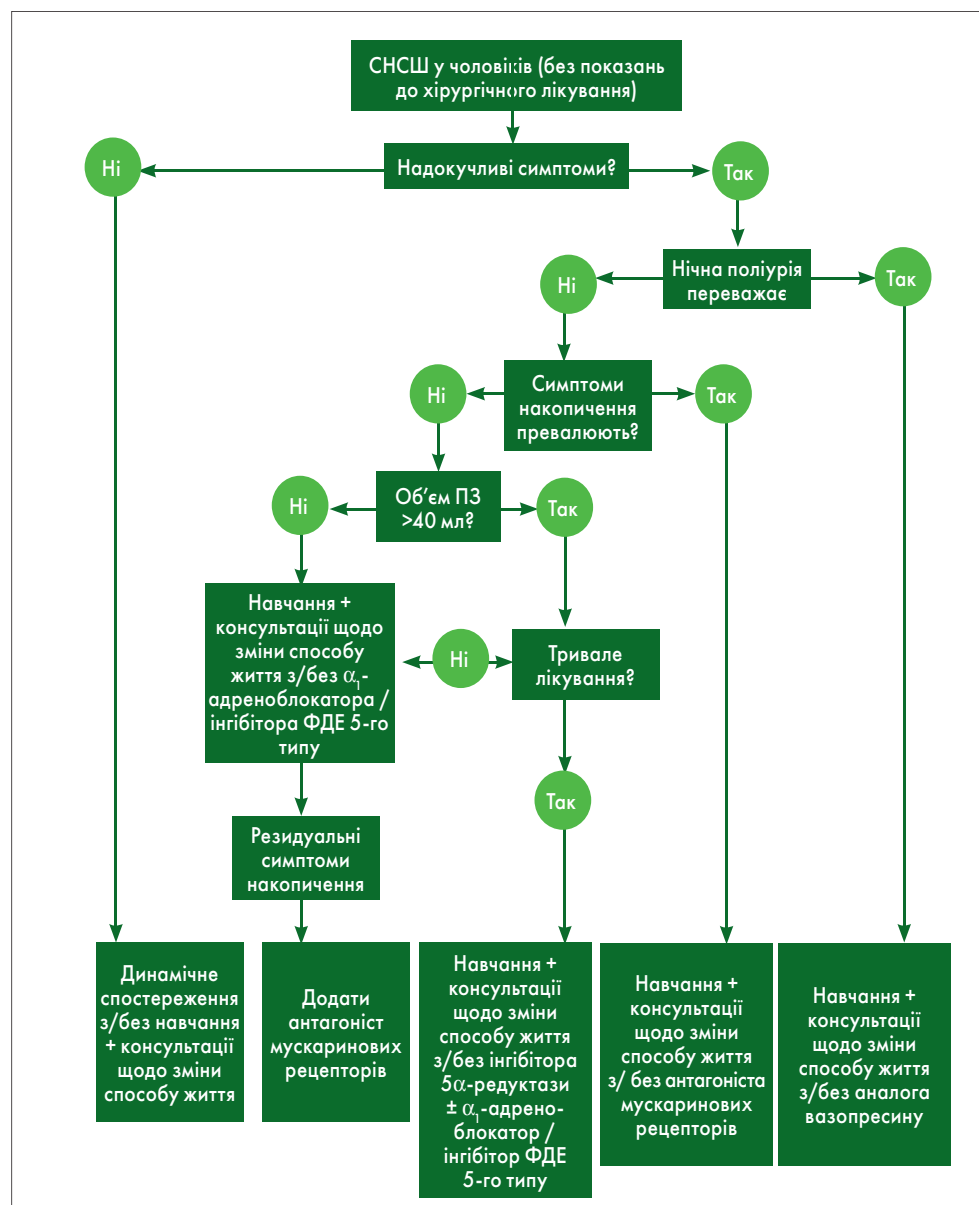 СНСШ у чоловіків (без показань
до хірургічного лікування)
Ні
Надокучливі симптоми?
Так
Ні
Нічна поліурія
переважає
Так
Ні
Симптоми
накопичення
превалюють?
Так
Ні
Об’єм ПЗ
>40 мл?
Так
Навчання +
консультації щодо
зміни способу
життя з/без α₁-
адреноблокатора /
інгібітора ФДЕ 5-го
типу
Ні
Тривале
лікування?
Так
Резидуальні
симптоми
накопичення
Динамічне
спостереження
з/без навчання
+ консультації
щодо зміни
способу життя
Додати
антагоніст
мускаринових
рецепторів
Навчання +
консультації
щодо зміни
способу життя
з/без інгібітора
5α-редуктази
± α₁-адрено-
блокатор /
інгібітор ФДЕ
5-го типу
Навчання +
консультації
щодо зміни
способу життя
з/ без антагоніста
мускаринових
рецепторів
Навчання +
консультації
щодо зміни
способу життя
з/без аналога
вазопресину